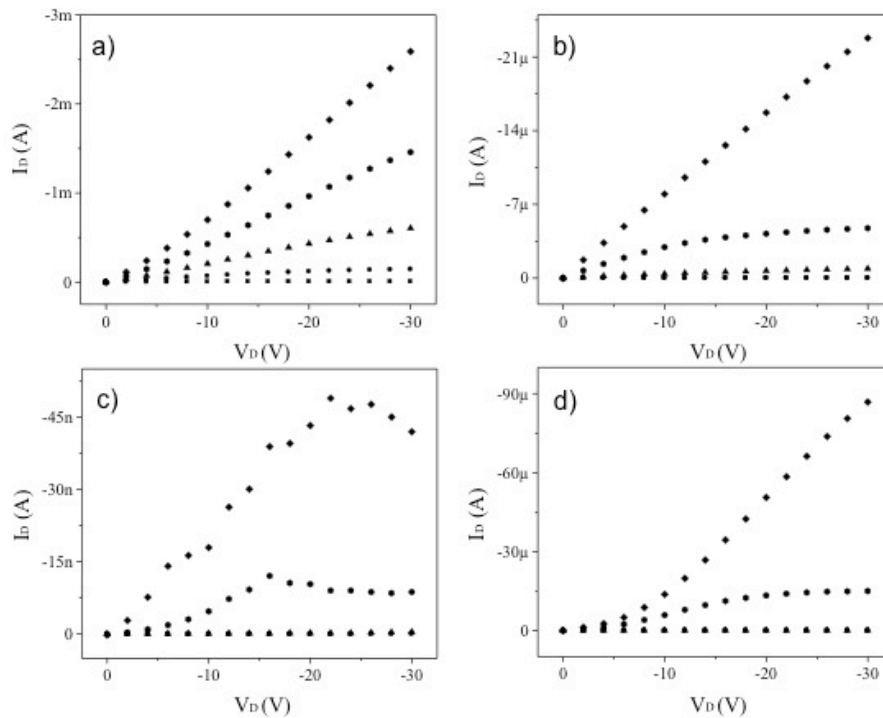 a)
-3m
-2m
-1m
0
I_D (A)
0 -10 -20 -30
V_D (V)
b)
-21μ
-14μ
-7μ
0
I_D (A)
0 -10 -20 -30
V_D (V)
c)
-45n
-30n
-15n
0
I_D (A)
0 -10 -20 -30
V_D (V)
d)
-90μ
-60μ
-30μ
0
I_D (A)
0 -10 -20 -30
V_D (V)